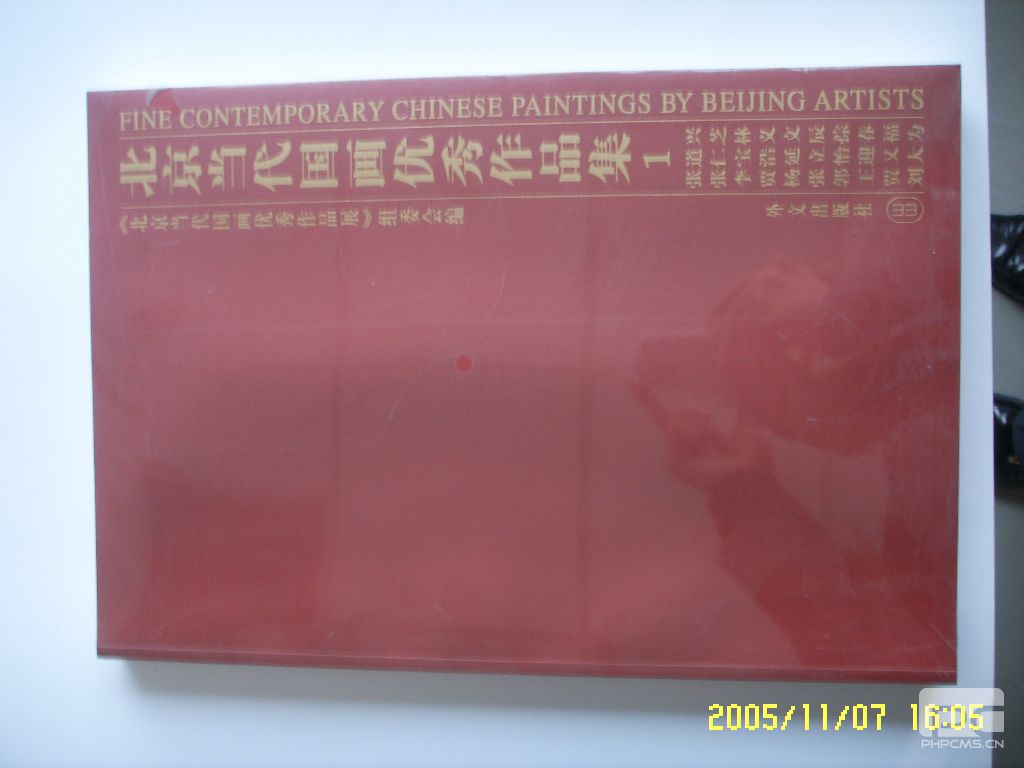 FINE CONTEMPORARY CHINESE PAINTINGS BY BEIJING ARTISTS
北京当代国画优秀作品集 1
《北京当代国画优秀作品展》组委会编
张道兴
张仁芝
李宝林
贾浩义
杨延文
张立辰
郭怡孮
王迎春
贾又福
刘大为
外文出版社
2005/11/07 16:05
PHPCMS.CN